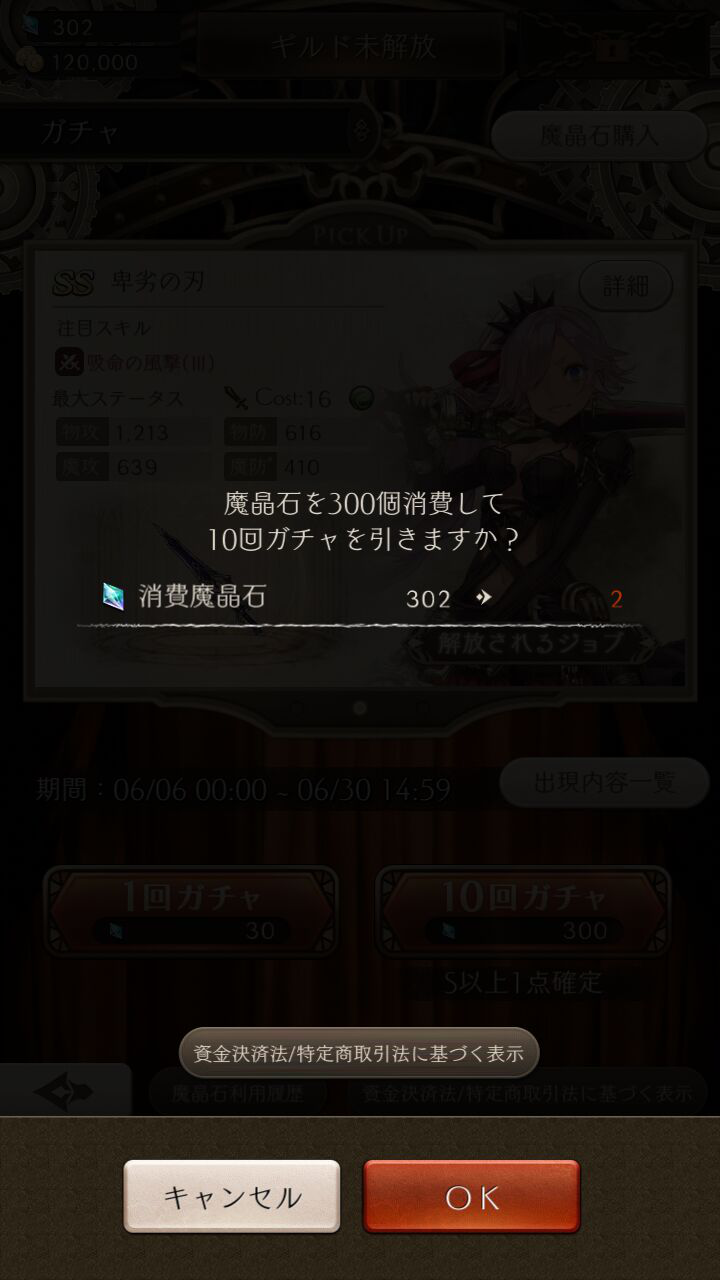 302
120,000
ギルド未解放
ガチャ
魔晶石購入
PICK UP
SS 卑劣の刃
詳細
注目スキル
吸命の風撃(Ⅲ)
最大ステータス Cost:16
物攻 1,213 物防 616
魔攻 639 魔防 410
魔晶石を300個消費して
10回ガチャを引きますか？
消費魔晶石 302 2
解放されるジョブ
期間：06/06 00:00 ~ 06/30 14:59
出現内容一覧
1回ガチャ 10回ガチャ
30 300
S以上1点確定
資金決済法/特定商取引法に基づく表示
魔晶石利用履歴 資金決済法/特定商取引法に基づく表示
キャンセル OK